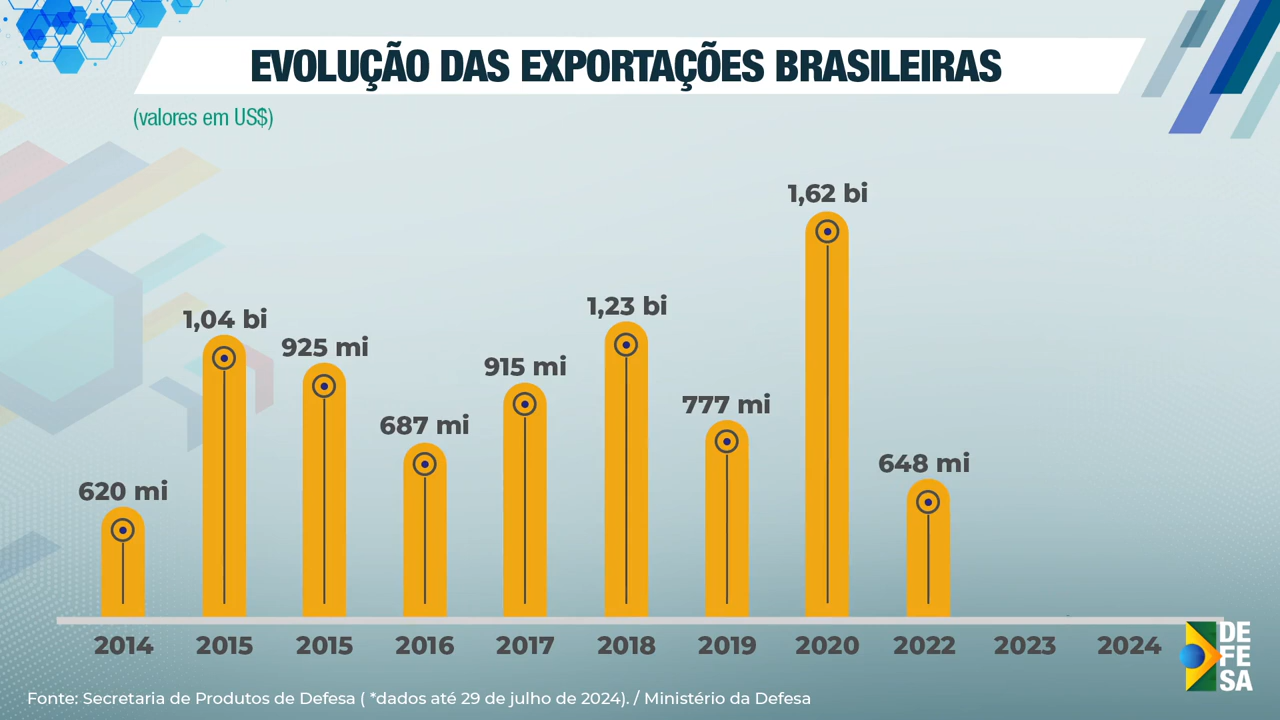 EVOLUÇÃO DAS EXPORTAÇÕES BRASILEIRAS
(valores em US$)
620 mi
1,04 bi
925 mi
687 mi
915 mi
1,23 bi
777 mi
1,62 bi
648 mi
2014 2015 2015 2016 2017 2018 2019 2020 2022 2023 2024
Fonte: Secretaria de Produtos de Defesa ( *dados até 29 de julho de 2024). / Ministério da Defesa
DE
FE
SA